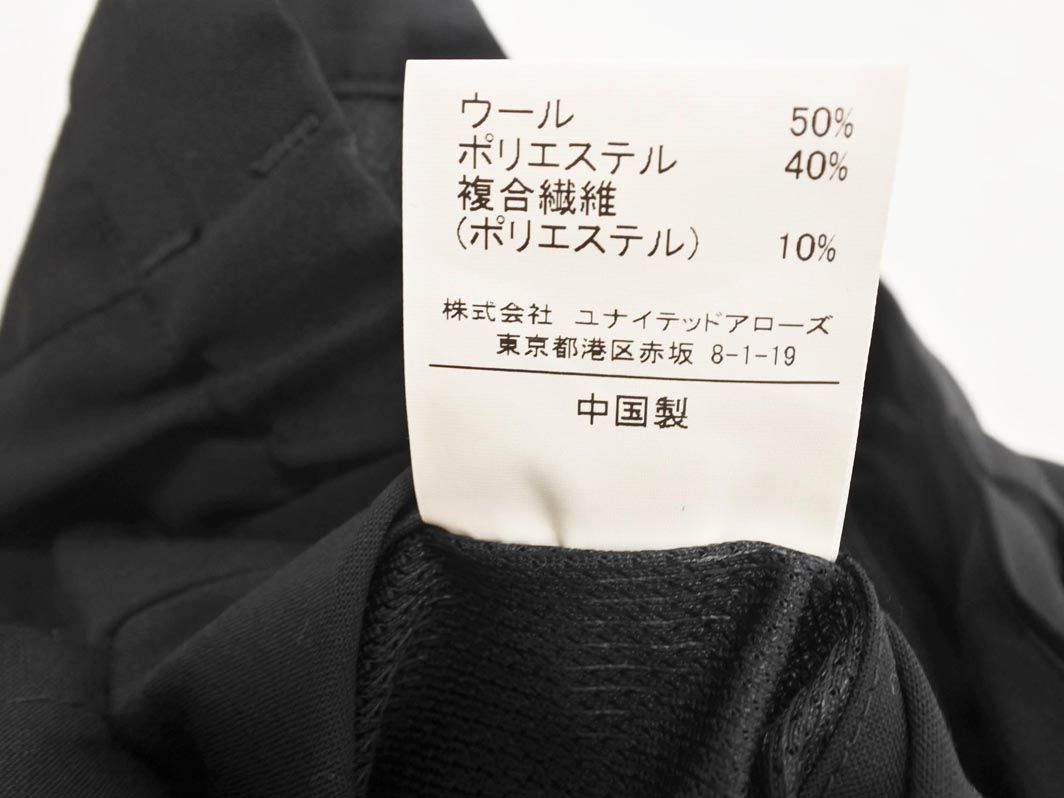 ウール 50%
ポリエステル 40%
複合繊維
(ポリエステル) 10%
株式会社 ユナイテッドアローズ
東京都港区赤坂 8-1-19
中国製